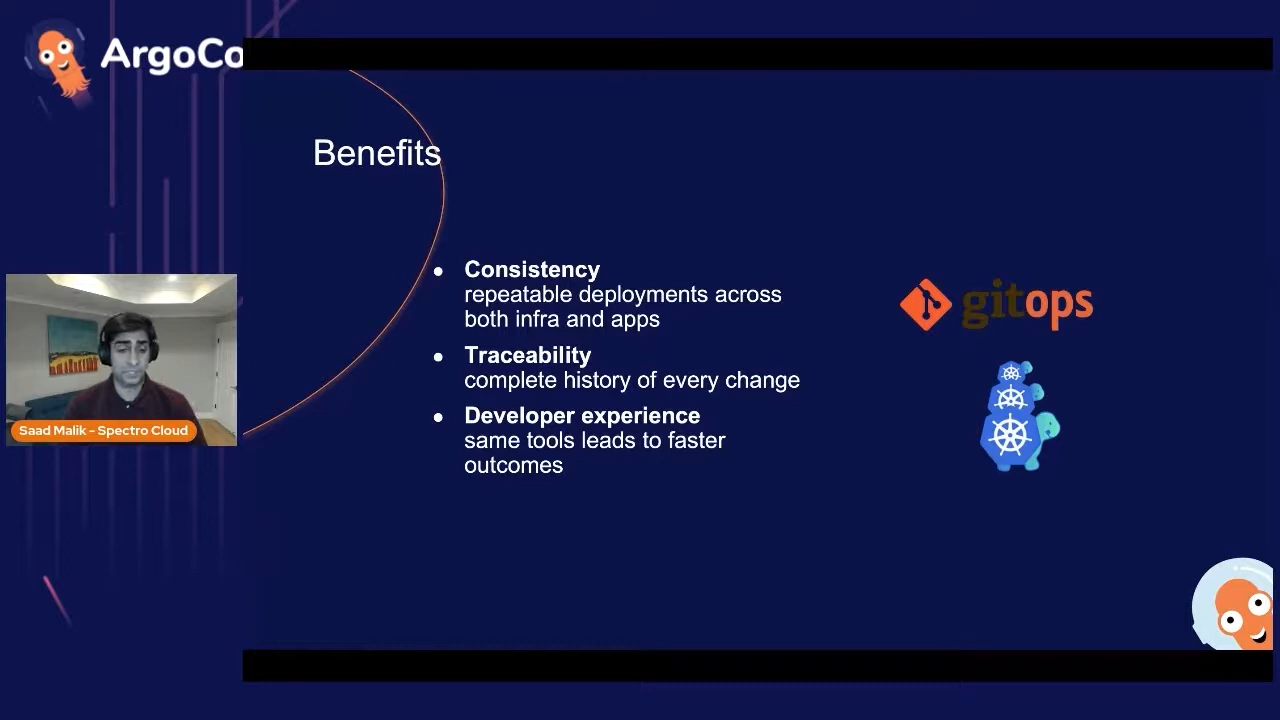 ArgoCo
Benefits
● Consistency
repeatable deployments across
both infra and apps
● Traceability
complete history of every change
● Developer experience
same tools leads to faster
outcomes
gitops
Saad Malik - Spectro Cloud